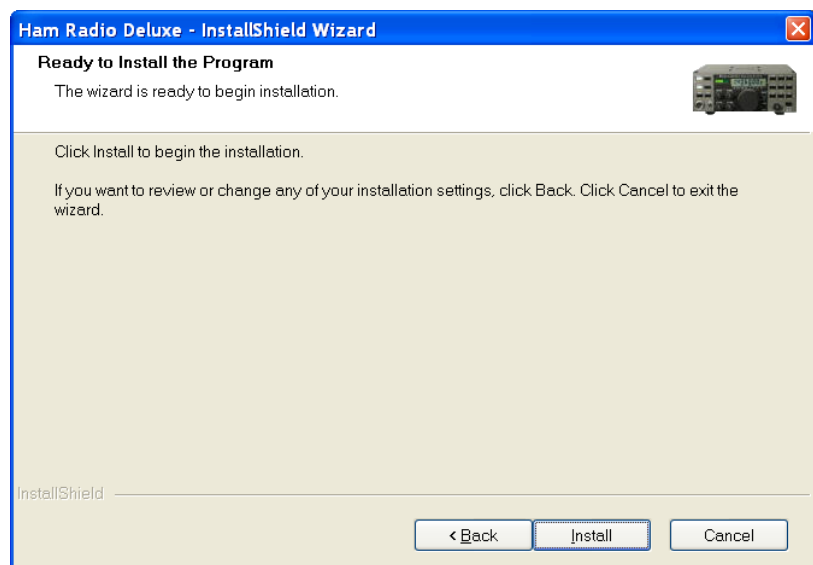 Ham Radio Deluxe - InstallShield Wizard
Ready to Install the Program
The wizard is ready to begin installation.
Click Install to begin the installation.
If you want to review or change any of your installation settings, click Back. Click Cancel to exit the
wizard.
InstallShield
< Back
Install
Cancel